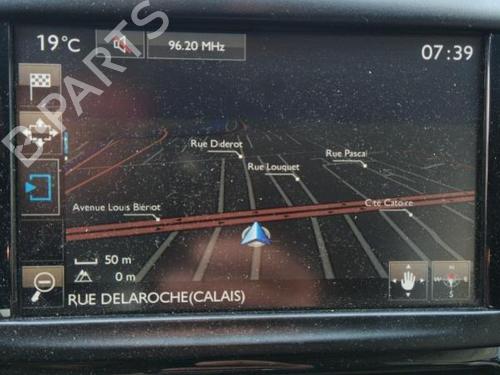 19°C
96.20 MHz
07:39
B-PARTS
Rue Diderot
Rue Louquet
Rue Pascal
Avenue Louis Blériot
Cité Catoire
50 m
0 m
RUE DELAROCHE(CALAIS)
N
W
S